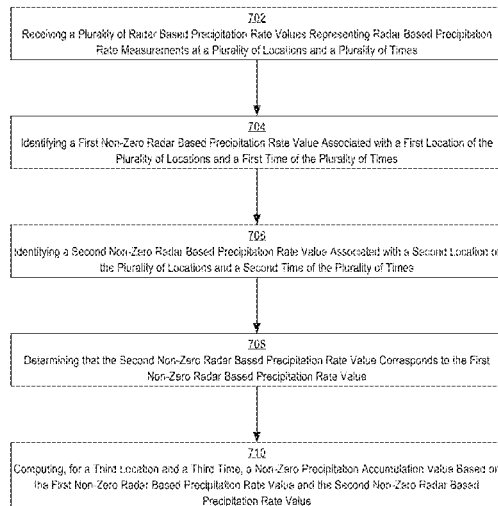 702
Receiving a Plurality of Radar Based Precipitation Rate Values Representing Radar Based Precipitation
Rate Measurements at a Plurality of Locations and a Plurality of Times
704
Identifying a First Non-Zero Radar Based Precipitation Rate Value Associated with a First Location of the
Plurality of Locations and a First Time of the Plurality of Times
706
Identifying a Second Non-Zero Radar Based Precipitation Rate Value Associated with a Second Location of
the Plurality of Locations and a Second Time of the Plurality of Times
708
Determining that the Second Non-Zero Radar Based Precipitation Rate Value Corresponds to the First
Non-Zero Radar Based Precipitation Rate Value
710
Computing, for a Third Location and a Third Time, a Non-Zero Precipitation Accumulation Value Based on
the First Non-Zero Radar Based Precipitation Rate Value and the Second Non-Zero Radar Based
Precipitation Rate Value